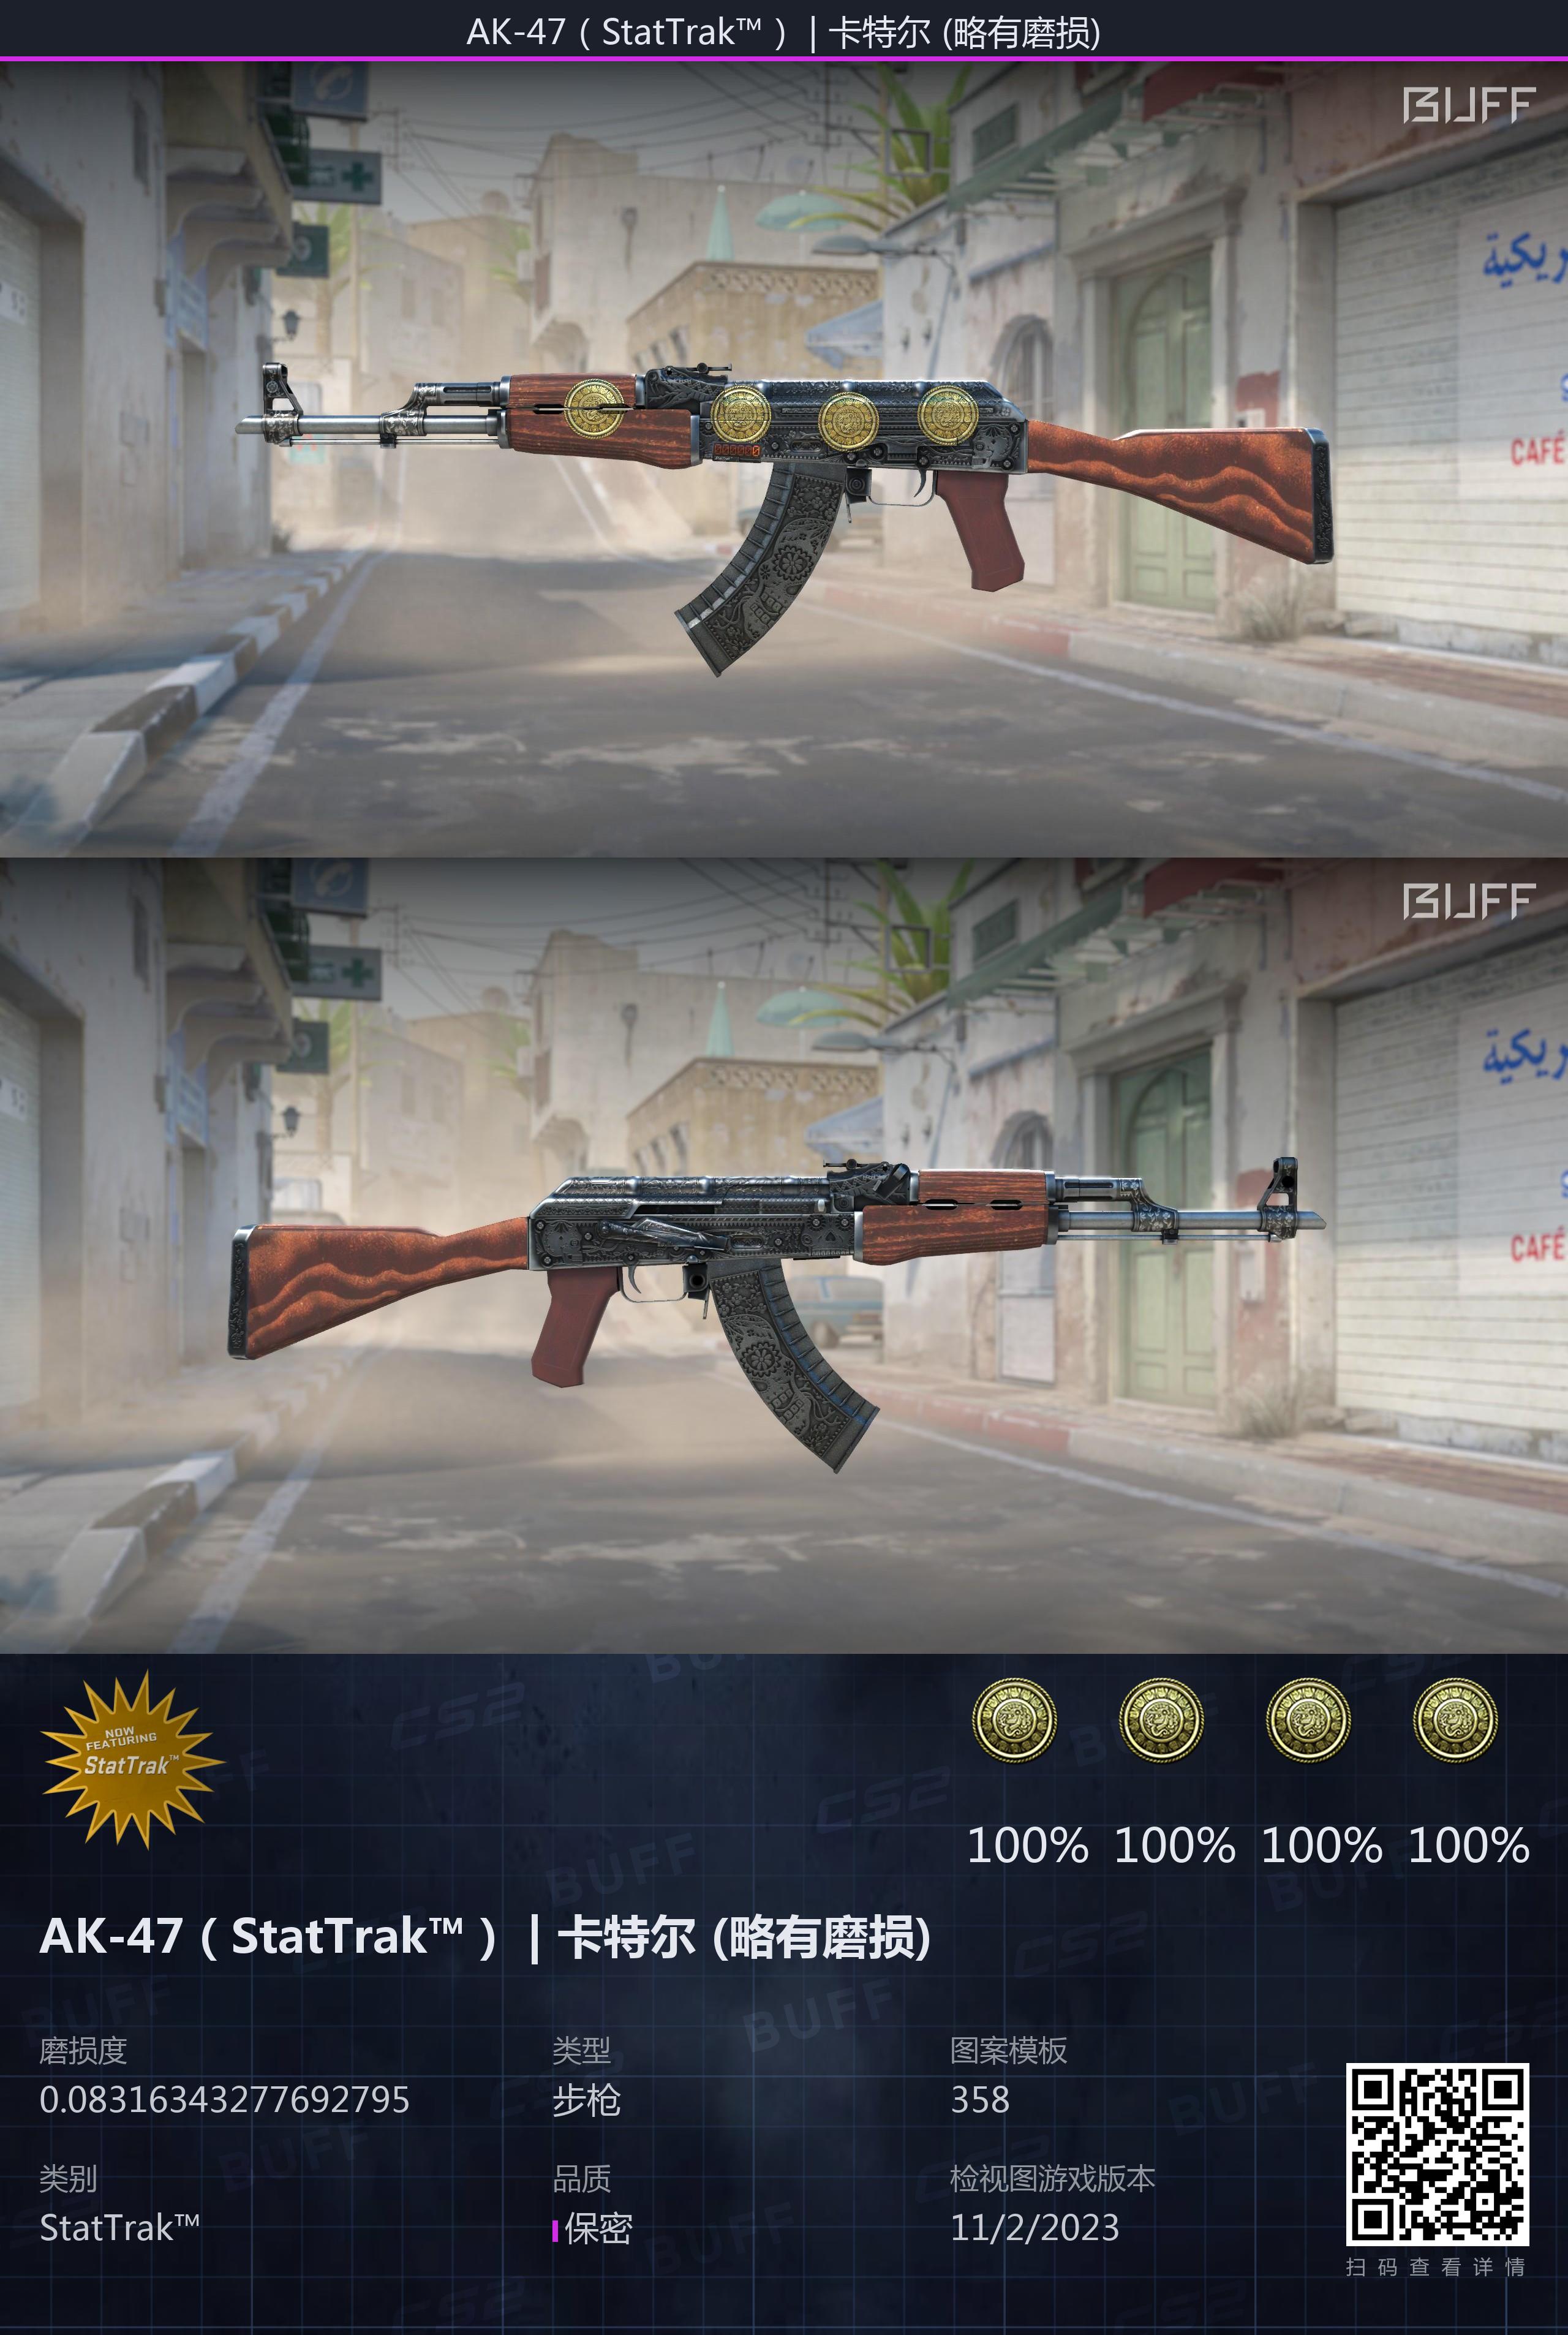 AK-47（StatTrak™） | 卡特尔 (略有磨损)
BUFF
ريكية
CAFÉ
000000
BUFF
ريكية
CAFÉ
NOW
FEATURING
StatTrak™
100% 100% 100% 100%
AK-47（StatTrak™） | 卡特尔 (略有磨损)
磨损度 类型 图案模板
0.08316343277692795 步枪 358
类别 品质 检视图游戏版本
StatTrak™ 保密 11/2/2023
扫码查看详情